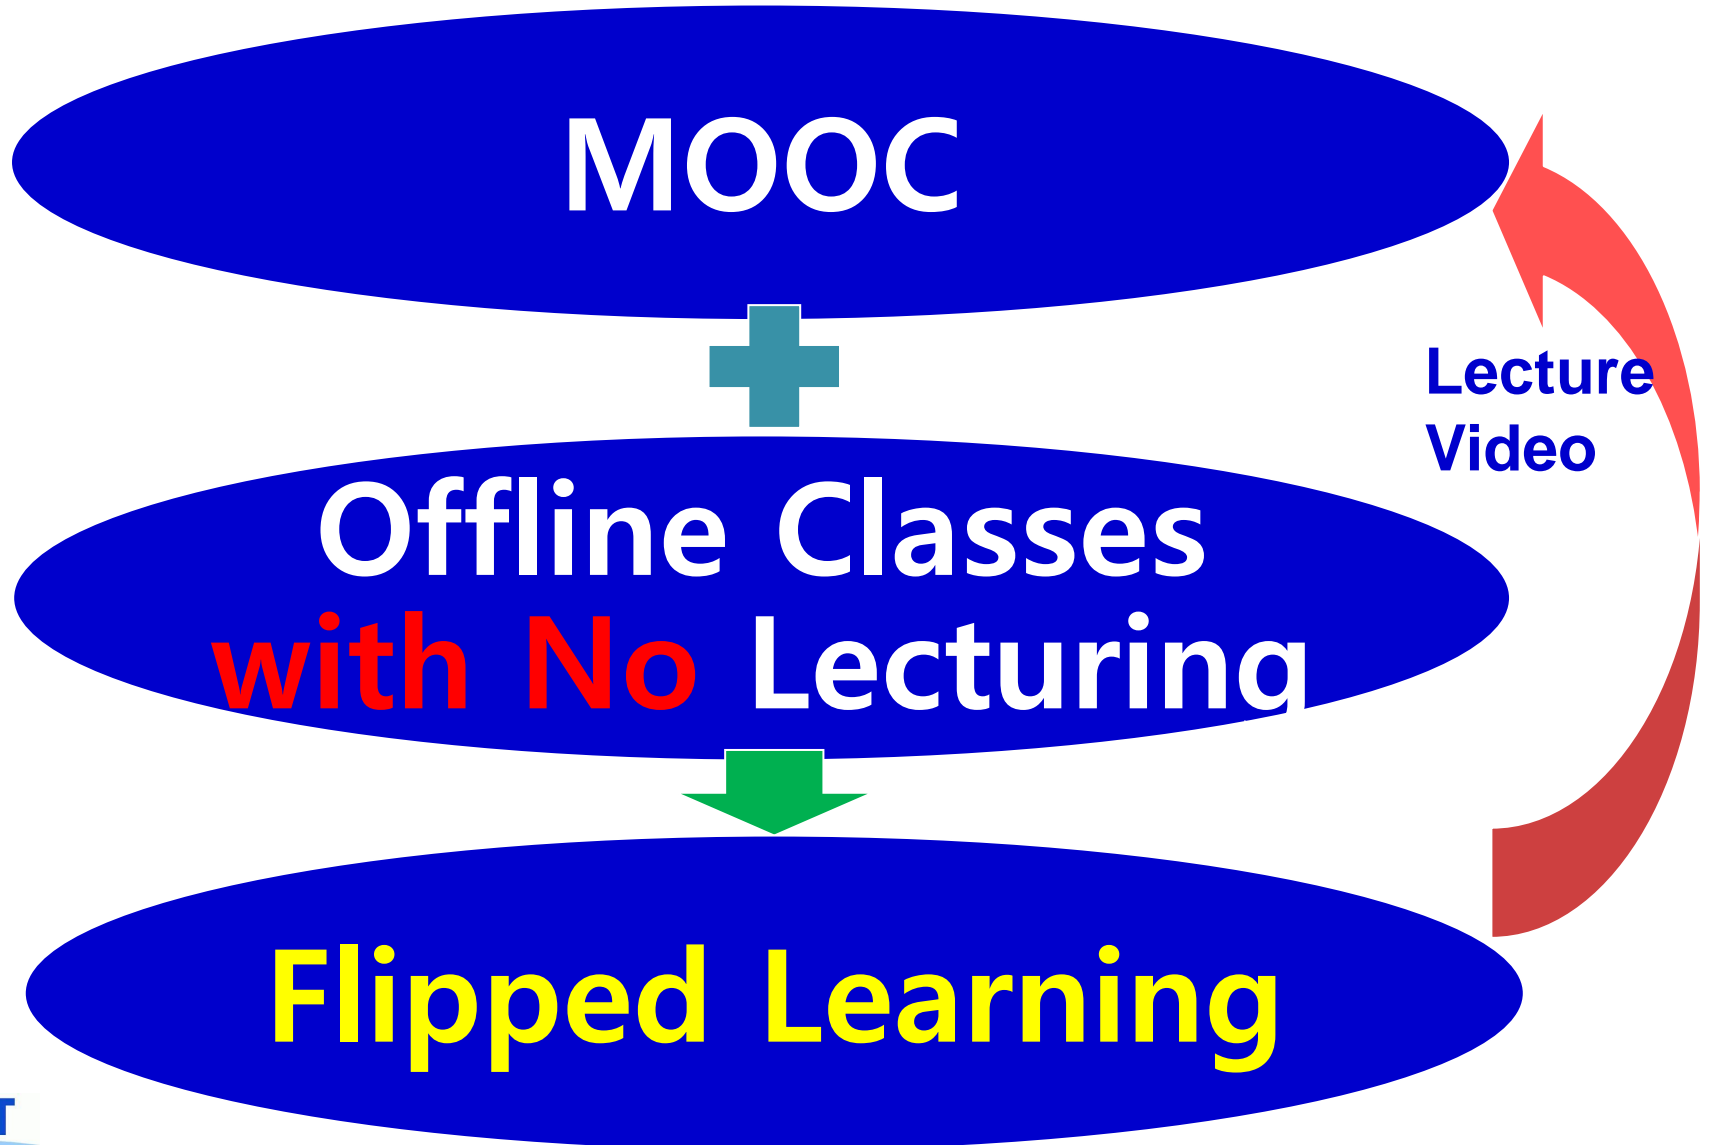 MOOC
Lecture
Video
Offline Classes
with No Lecturing
Flipped Learning
T